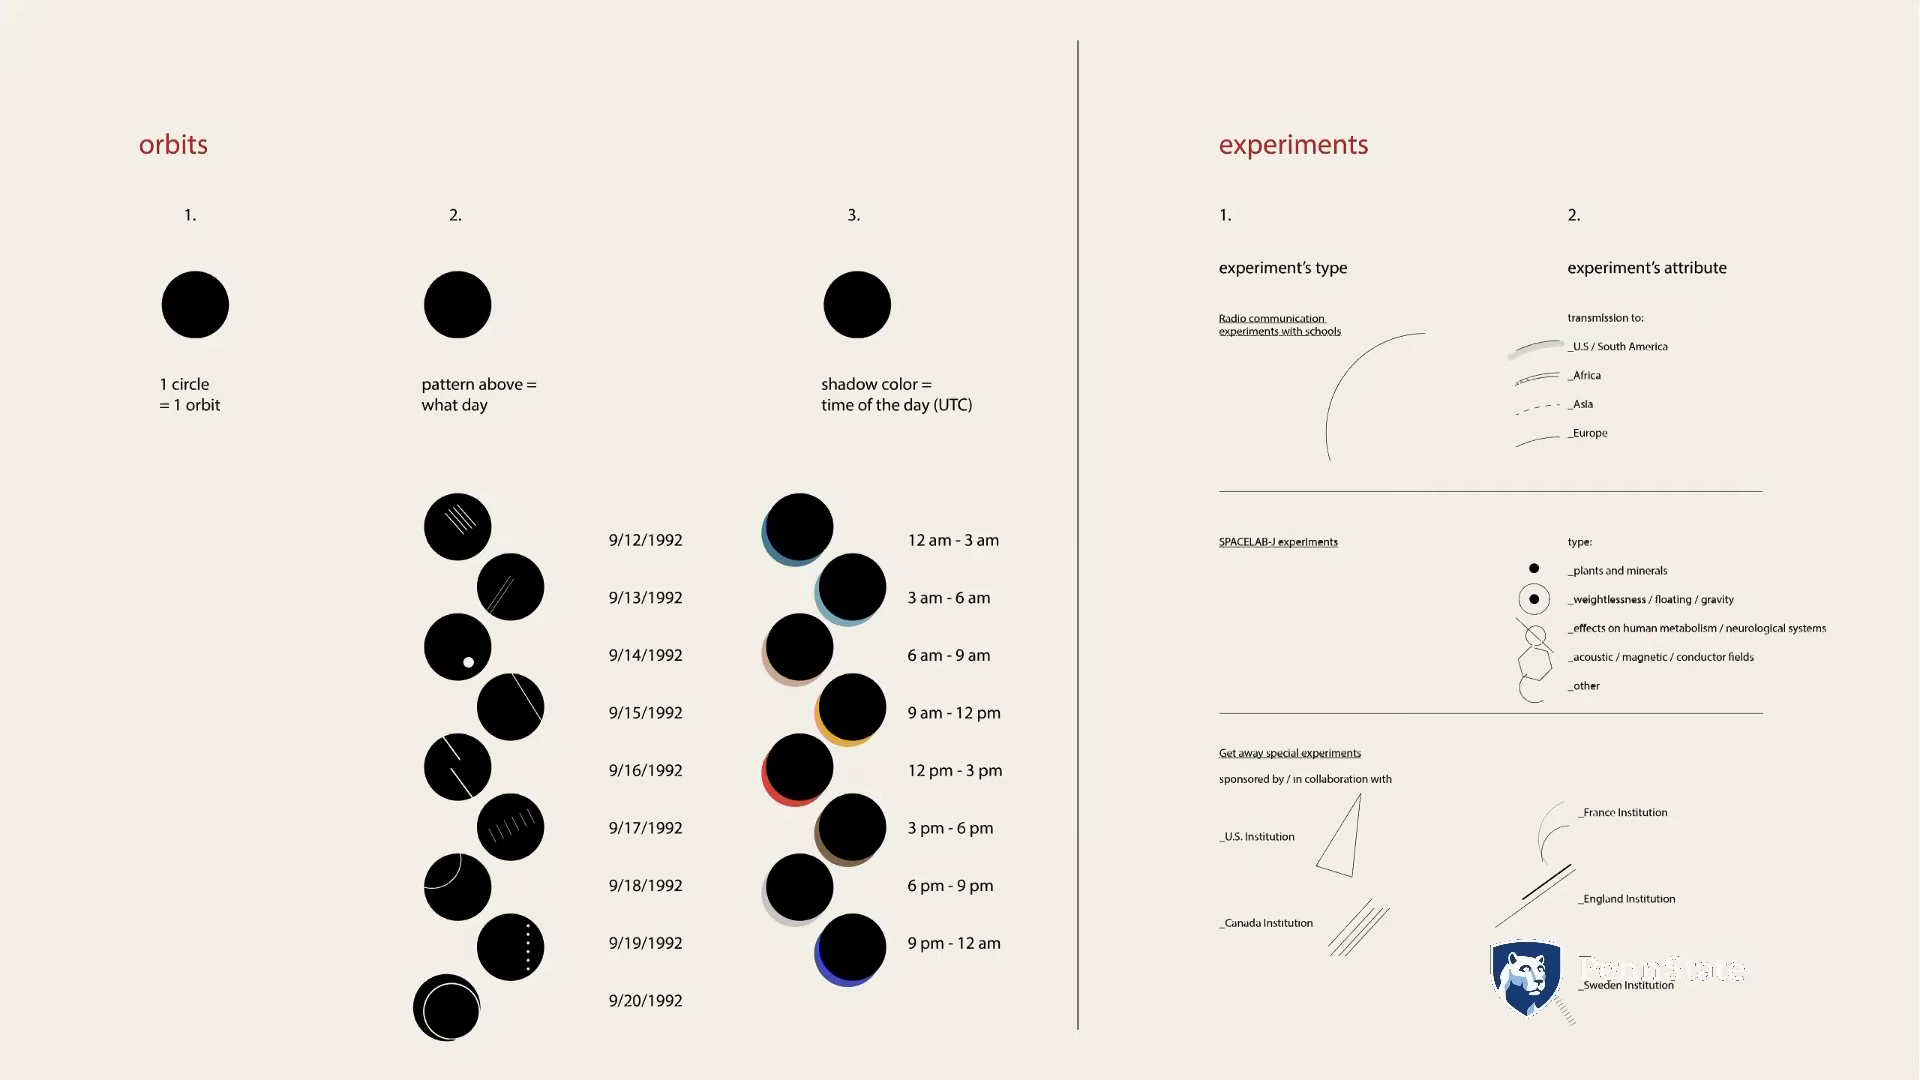 orbits
1.
2.
3.
1 circle
= 1 orbit
pattern above =
what day
shadow color =
time of the day (UTC)
9/12/1992
9/13/1992
9/14/1992
9/15/1992
9/16/1992
9/17/1992
9/18/1992
9/19/1992
9/20/1992
12 am - 3 am
3 am - 6 am
6 am - 9 am
9 am - 12 pm
12 pm - 3 pm
3 pm - 6 pm
6 pm - 9 pm
9 pm - 12 am
experiments
1.
2.
experiment's type
experiment's attribute
Radio communication
experiments with schools
transmission to:
_U.S / South America
_Africa
_Asia
_Europe
SPACELAB-J experiments
type:
_plants and minerals
_weightlessness / floating / gravity
_effects on human metabolism / neurological systems
_acoustic / magnetic / conductor fields
_other
Get away special experiments
sponsored by / in collaboration with
_U.S. Institution
_Canada Institution
_France Institution
_England Institution
PennState
_Sweden Institution